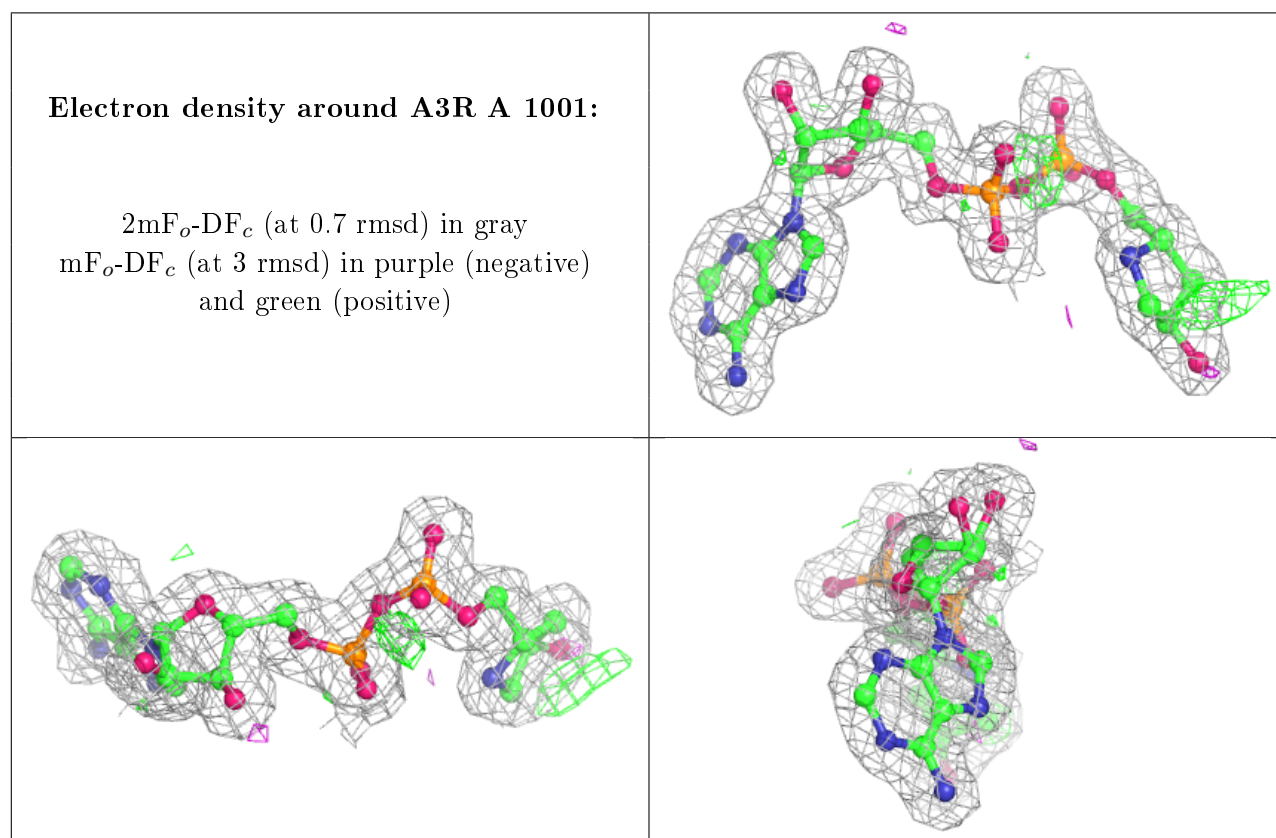 Electron density around A3R A 1001:
2mFo-DFc (at 0.7 rmsd) in gray
mFo-DFc (at 3 rmsd) in purple (negative)
and green (positive)